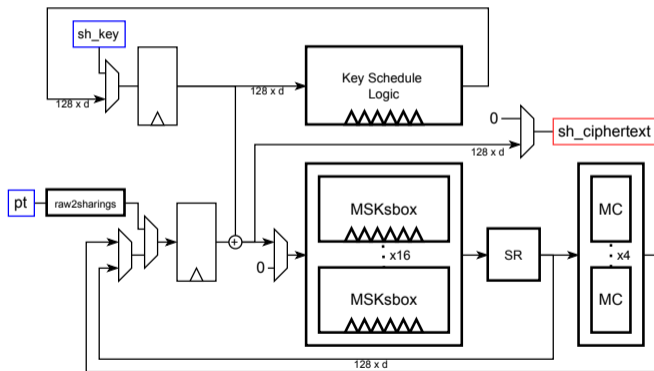 sh_key
128 x d
128 x d
Key Schedule
Logic
0
sh_ciphertext
128 x d
pt
raw2sharings
MSKsbox
MC
0
x16
SR
x4
MSKsbox
MC
128 x d